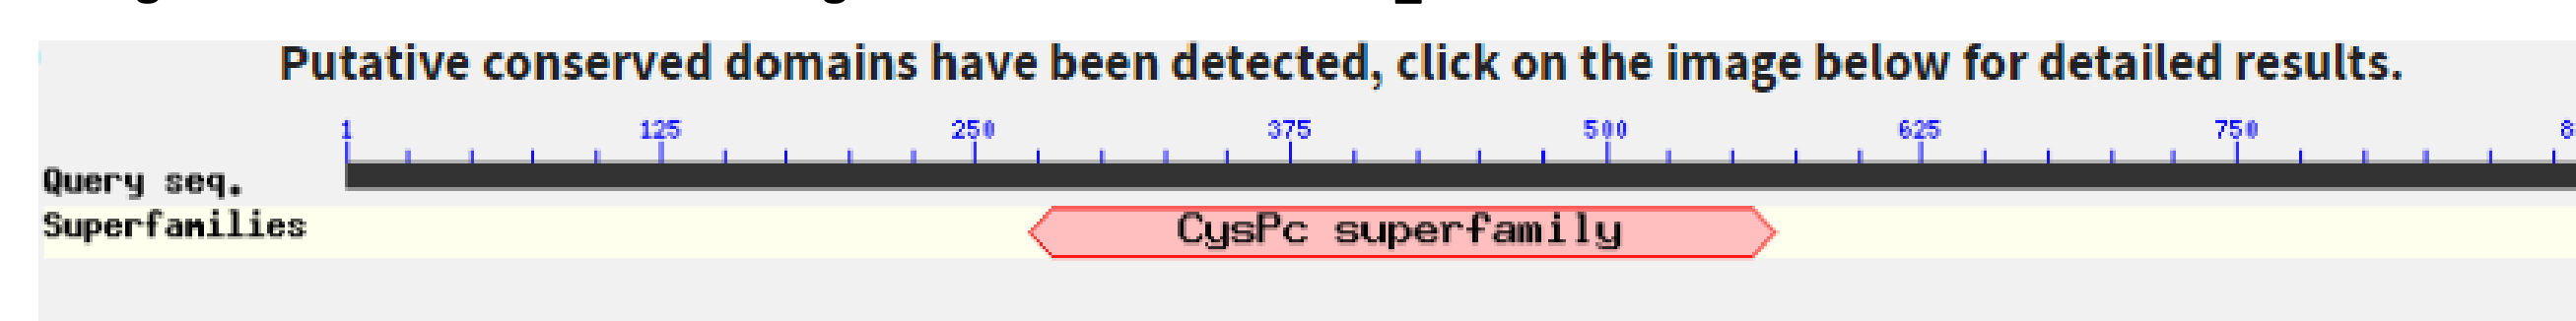 Putative conserved domains have been detected, click on the image below for detailed results.
1 125 250 375 500 625 750 8
Query seq.
Superfamilies CysPc superfamily